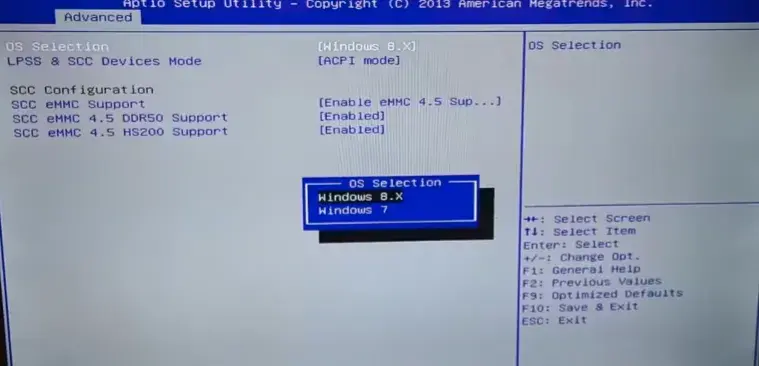 Aptio Setup Utility - Copyright (C) 2013 American Megatrends, Inc.
Advanced
OS Selection [Windows 8.X]
LPSS & SCC Devices Mode [ACPI mode]
SCC Configuration
SCC eMMC Support [Enable eMMC 4.5 Sup...]
SCC eMMC 4.5 DDR50 Support [Enabled]
SCC eMMC 4.5 HS200 Support [Enabled]
OS Selection
Windows 8.X
Windows 7
OS Selection
→←: Select Screen
↑↓: Select Item
Enter: Select
+/-: Change Opt.
F1: General Help
F2: Previous Values
F9: Optimized Defaults
F10: Save & Exit
ESC: Exit